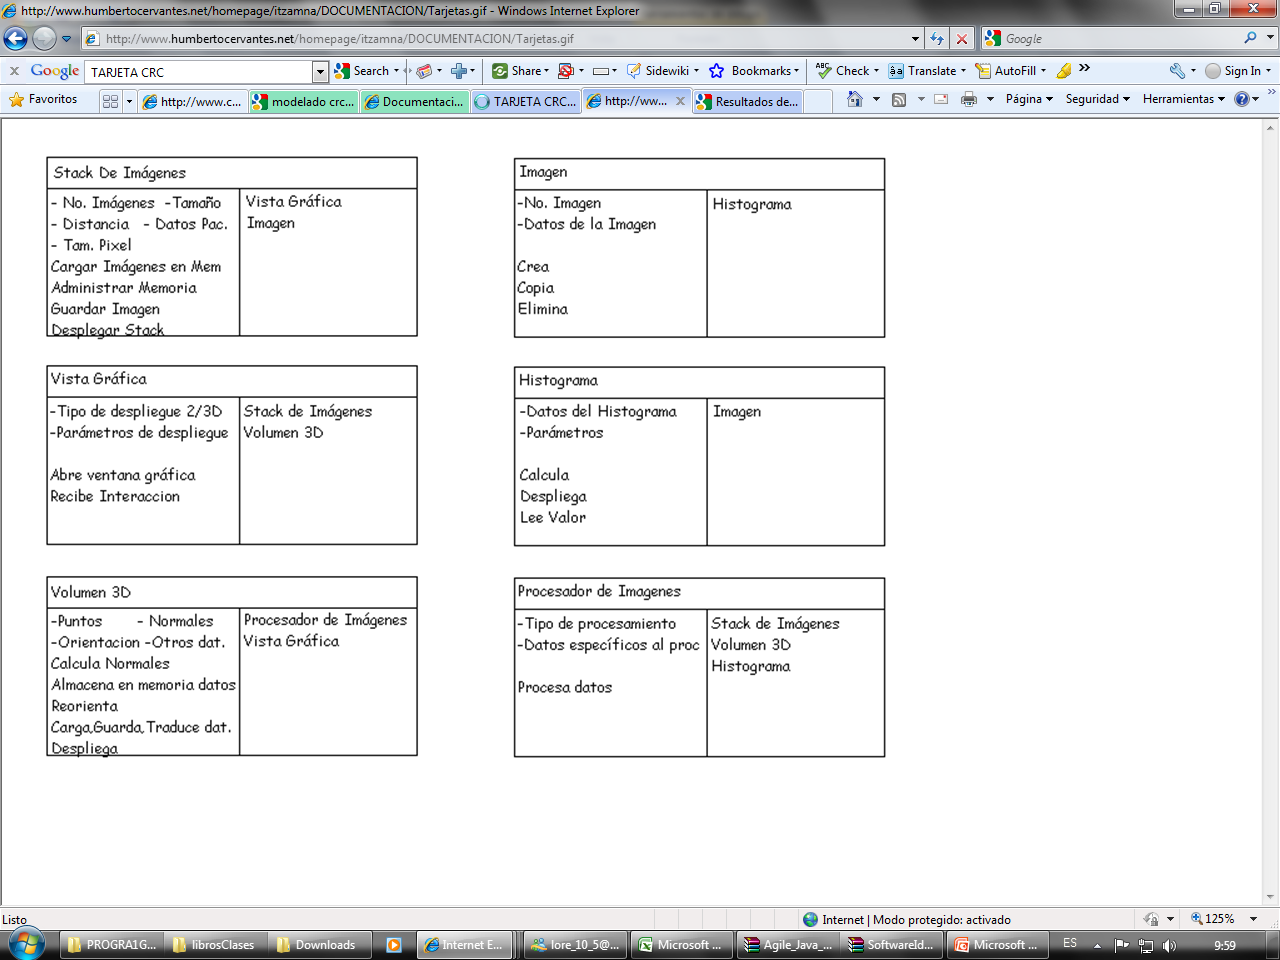 http://www.humbertocervantes.net/homepage/itzamna/DOCUMENTACION/Tarjetas.gif - Windows Internet Explorer
http://www.humbertocervantes.net/homepage/itzamna/DOCUMENTACION/Tarjetas.gif
Google
Google TARJETA CRC Search Share Sidewiki Bookmarks Check Translate AutoFill Sign In
Favoritos http://www.c... modelado crc... Documentaci... TARJETA CRC... http://ww... Resultados de... Página Seguridad Herramientas
Stack De Imágenes
- No. Imágenes -Tamaño
- Distancia - Datos Pac.
- Tam. Pixel
Cargar Imágenes en Mem
Administrar Memoria
Guardar Imagen
Desplegar Stack
Vista Gráfica
Imagen
Imagen
-No. Imagen
-Datos de la Imagen
Crea
Copia
Elimina
Histograma
Vista Gráfica
-Tipo de despliegue 2/3D
-Parámetros de despliegue
Abre ventana gráfica
Recibe Interaccion
Stack de Imágenes
Volumen 3D
Histograma
-Datos del Histograma
-Parámetros
Calcula
Despliega
Lee Valor
Imagen
Volumen 3D
-Puntos - Normales
-Orientacion -Otros dat.
Calcula Normales
Almacena en memoria datos
Reorienta
Carga,Guarda,Traduce dat.
Despliega
Procesador de Imágenes
Vista Gráfica
Procesador de Imagenes
-Tipo de procesamiento
-Datos específicos al proc
Procesa datos
Stack de Imágenes
Volumen 3D
Histograma
Listo Internet | Modo protegido: activado 125%
PROGRA1G... librosClases Downloads Internet E... lore_10_5@... Microsoft ... Agile_Java_... SoftwareId... Microsoft ... ES 9:59